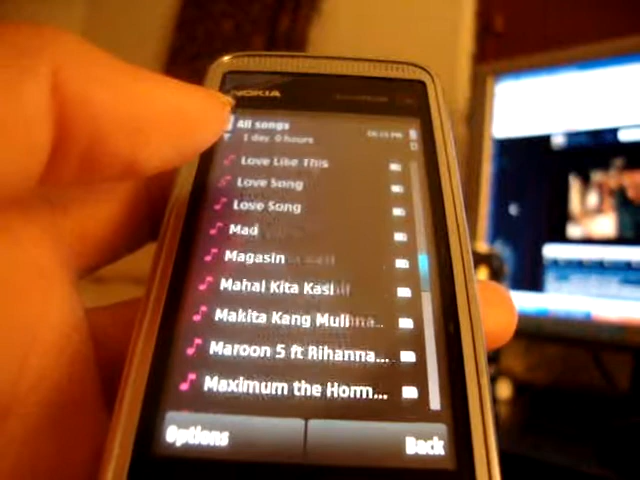 NOKIA
All songs
1 day 0 hours
Love Like This
Love Song
Love Song
Mad
Magasin
Mahal Kita Kasi
Makita Kang Muli
Maroon 5 ft Rihanna...
Maximum the Horm...
Options
Back